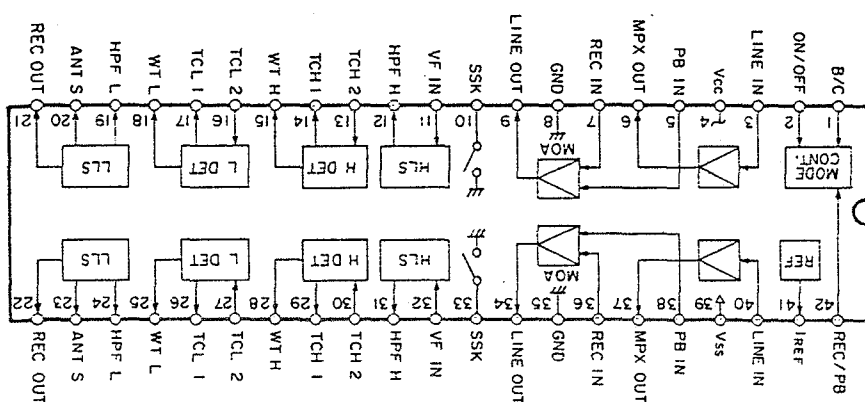 REC OUT
ANT S
HPF L
WT L
TCL 1
TCL 2
WT H
TCH 1
TCH 2
HPF H
VF IN
SSK
LINE OUT
GND
REC IN
MPX OUT
PB IN
Vcc
LINE IN
ON/OFF
B/C
21
20
19
18
17
16
15
14
13
12
11
10
9
8
7
6
5
4
3
2
1
LLS
L DET
H DET
HLS
MOA
MODE
CONT.
LLS
L DET
H DET
HLS
MOA
REF
22
23
24
25
26
27
28
29
30
31
32
33
34
35
36
37
38
39
40
41
42
REC OUT
ANT S
HPF L
WT L
TCL 1
TCL 2
WT H
TCH 1
TCH 2
HPF H
VF IN
SSK
LINE OUT
GND
REC IN
MPX OUT
PB IN
Vss
LINE IN
IREF
REC/PB